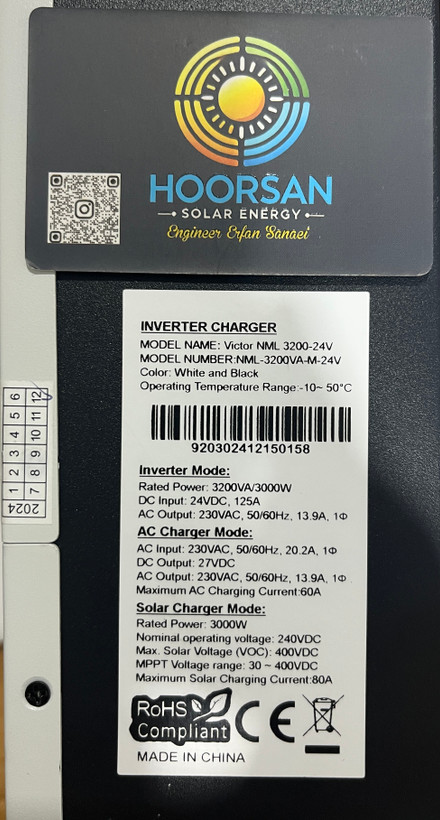 HOORSAN
SOLAR ENERGY
Engineer Erfan Sanaei
INVERTER CHARGER
MODEL NAME: Victor NML 3200-24V
MODEL NUMBER:NML-3200VA-M-24V
Color: White and Black
Operating Temperature Range:-10~ 50°C
920302412150158
Inverter Mode:
Rated Power: 3200VA/3000W
DC Input: 24VDC, 125A
AC Output: 230VAC, 50/60Hz, 13.9A, 1Φ
AC Charger Mode:
AC Input: 230VAC, 50/60Hz, 20.2A, 1Φ
DC Output: 27VDC
AC Output: 230VAC, 50/60Hz, 13.9A, 1Φ
Maximum AC Charging Current:60A
Solar Charger Mode:
Rated Power: 3000W
Nominal operating voltage: 240VDC
Max. Solar Voltage (VOC): 400VDC
MPPT Voltage range: 30 ~ 400VDC
Maximum Solar Charging Current:80A
RoHS
Compliant
CE
MADE IN CHINA
2024
1 2 3 4 5 6
7 8 9 10 11 12